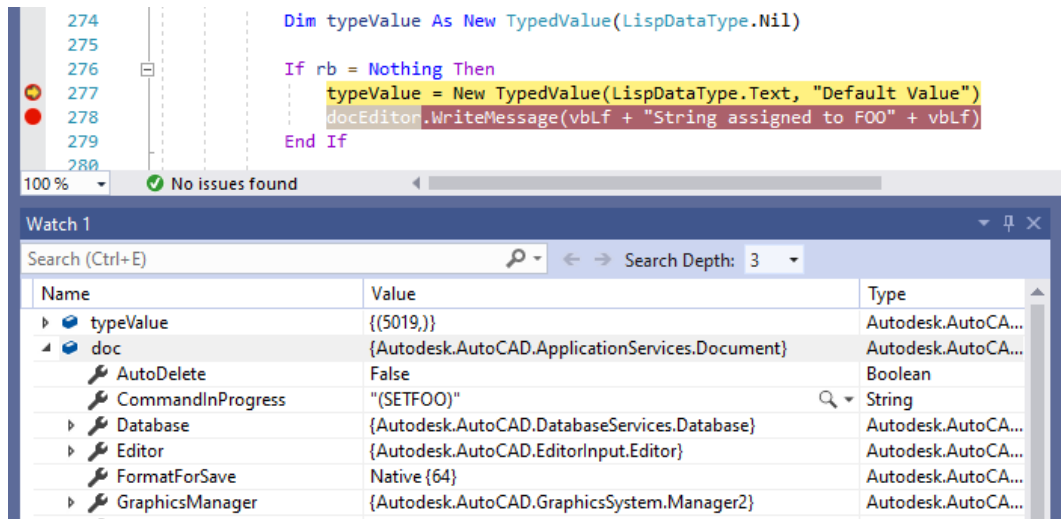 274 Dim typeValue As New TypedValue(LispDataType.Nil)
275
276 If rb = Nothing Then
277 typeValue = New TypedValue(LispDataType.Text, "Default Value")
278 docEditor.WriteMessage(vbLf + "String assigned to FOO" + vbLf)
279 End If
280
100 % No issues found
Watch 1
Search (Ctrl+E) Search Depth: 3
Name Value Type
typeValue {(5019,)} Autodesk.AutoCA...
doc {Autodesk.AutoCAD.ApplicationServices.Document} Autodesk.AutoCA...
AutoDelete False Boolean
CommandInProgress "(SETFOO)" String
Database {Autodesk.AutoCAD.DatabaseServices.Database} Autodesk.AutoCA...
Editor {Autodesk.AutoCAD.EditorInput.Editor} Autodesk.AutoCA...
FormatForSave Native {64} Autodesk.AutoCA...
GraphicsManager {Autodesk.AutoCAD.GraphicsSystem.Manager2} Autodesk.AutoCA...